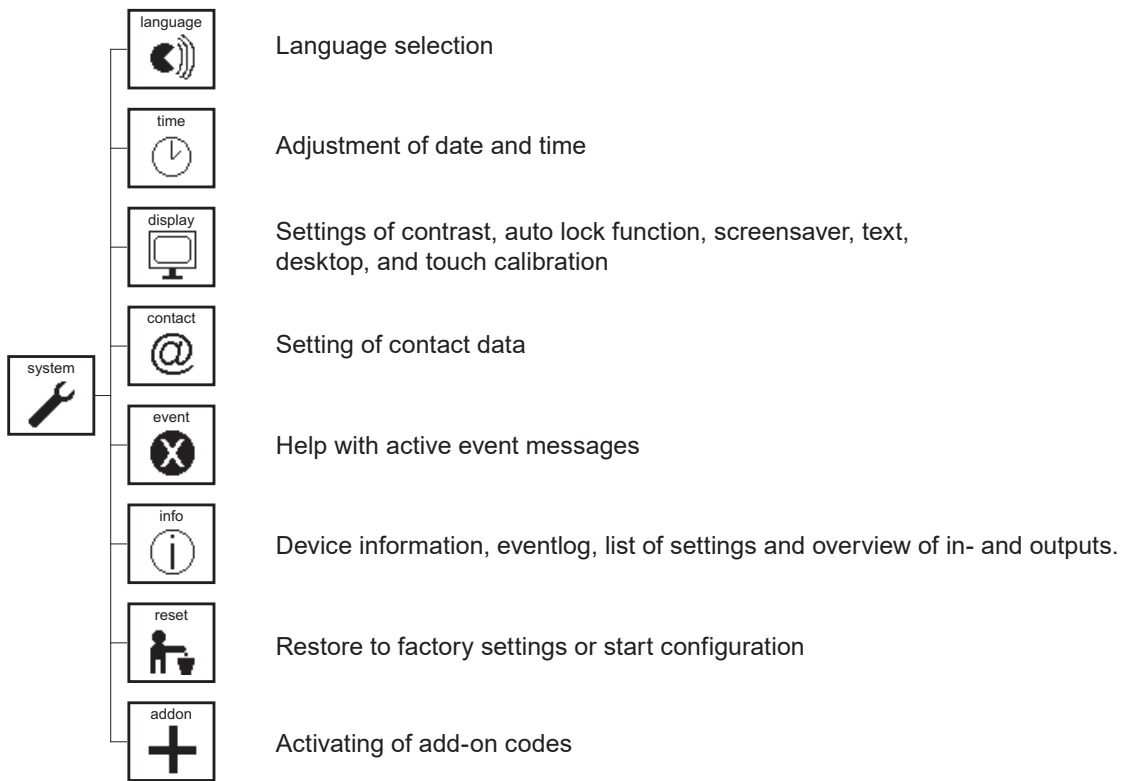 language
Language selection
time
Adjustment of date and time
display
Settings of contrast, auto lock function, screensaver, text,
desktop, and touch calibration
contact
@
Setting of contact data
system
event
X
Help with active event messages
info
i
Device information, eventlog, list of settings and overview of in- and outputs.
reset
Restore to factory settings or start configuration
addon
Activating of add-on codes